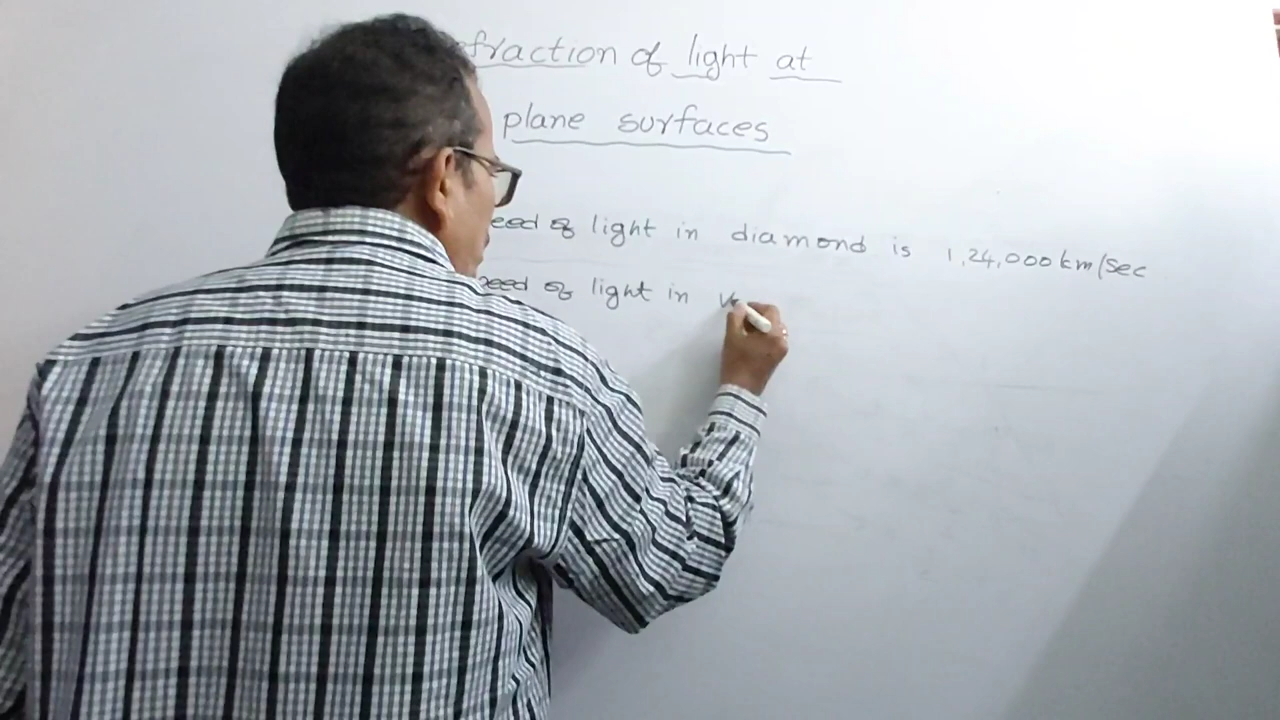 fraction of light at
plane surfaces
eed of light in diamond is 1,24,000 km/sec
peed of light in